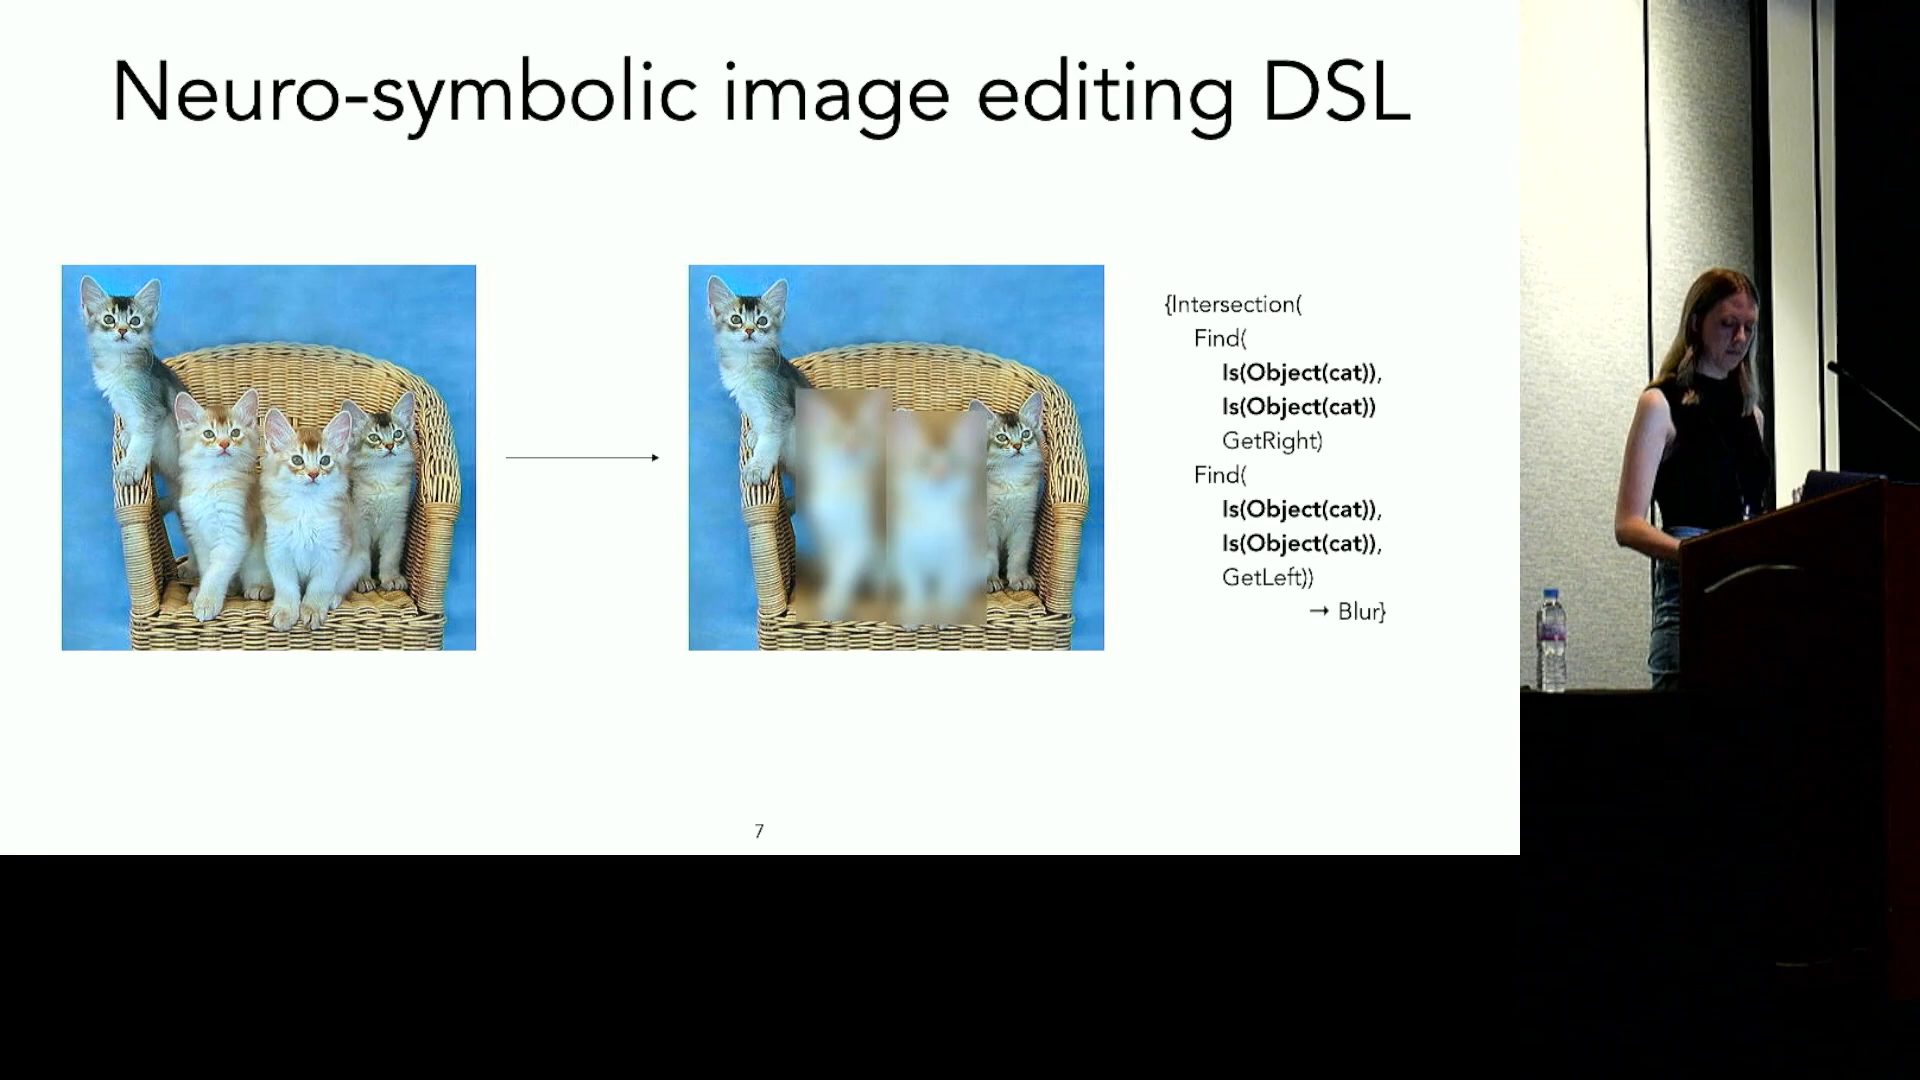 Neuro-symbolic image editing DSL
{Intersection(
Find(
Is(Object(cat)),
Is(Object(cat))
GetRight)
Find(
Is(Object(cat)),
Is(Object(cat)),
GetLeft))
→ Blur}
7